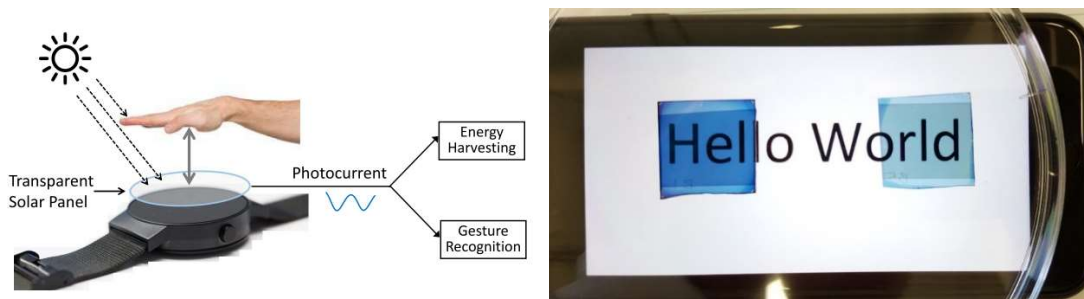 Transparent
Solar Panel
Photocurrent
Energy
Harvesting
Gesture
Recognition
Hello World